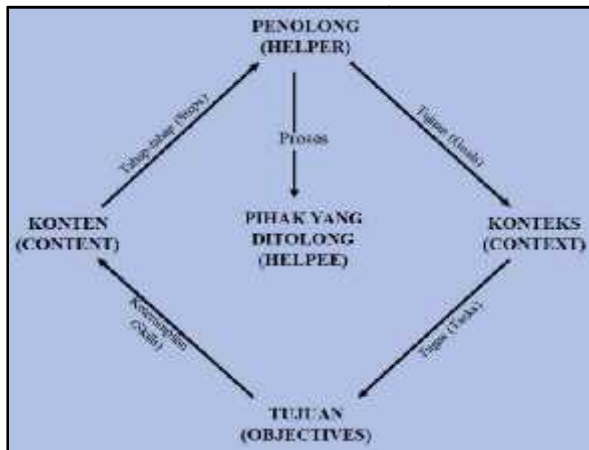 PENOLONG
(HELPER)
Tahap-tahap (Steps)
Proses
Tujuan (Goals)
KONTEN
(CONTENT)
PIHAK YANG
DITOLONG
(HELPEE)
KONTEKS
(CONTEXT)
Keterampilan
(Skills)
Tugas (Tasks)
TUJUAN
(OBJECTIVES)